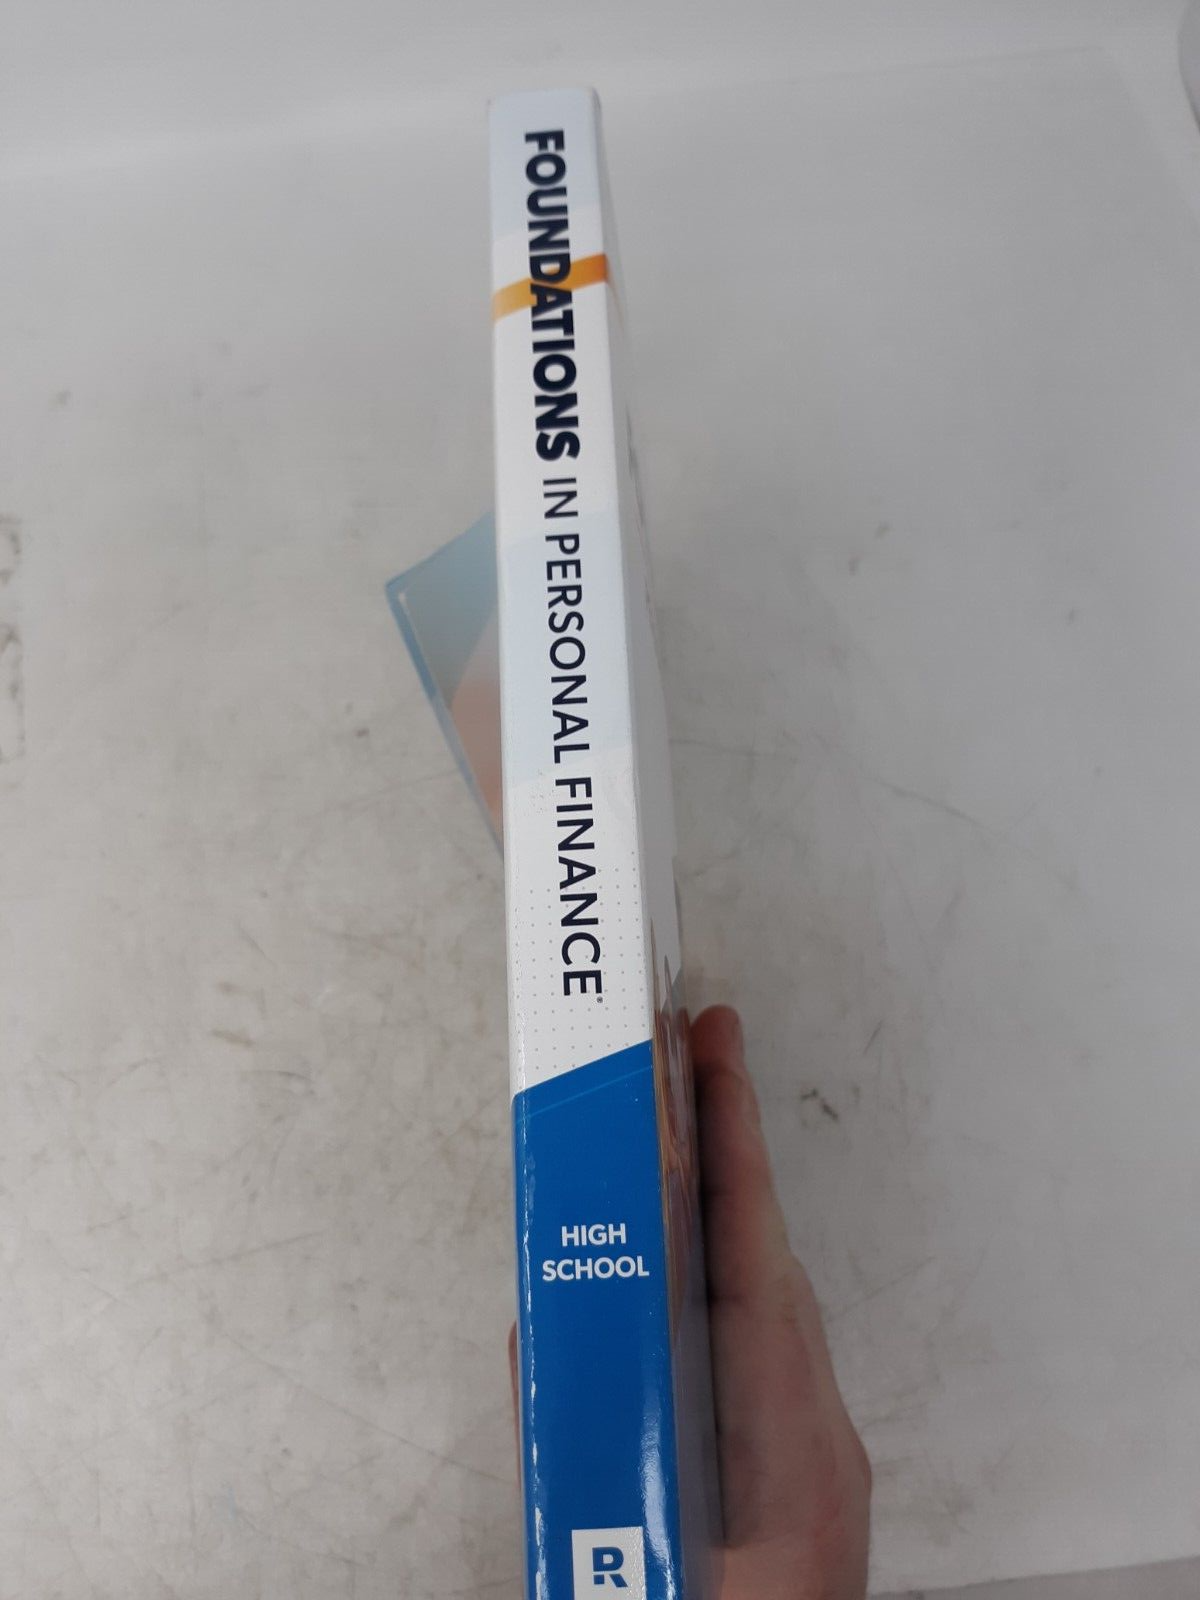 FOUNDATIONS IN PERSONAL FINANCE®
HIGH
SCHOOL
R